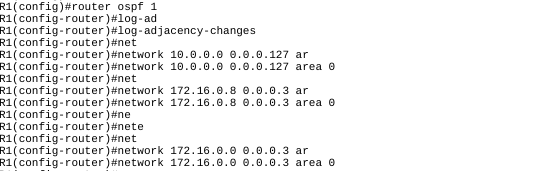 R1(config)#router ospf 1
R1(config-router)#log-ad
R1(config-router)#log-adjacency-changes
R1(config-router)#net
R1(config-router)#network 10.0.0.0 0.0.0.127 ar
R1(config-router)#network 10.0.0.0 0.0.0.127 area 0
R1(config-router)#net
R1(config-router)#network 172.16.0.8 0.0.0.3 ar
R1(config-router)#network 172.16.0.8 0.0.0.3 area 0
R1(config-router)#ne
R1(config-router)#nete
R1(config-router)#net
R1(config-router)#network 172.16.0.0 0.0.0.3 ar
R1(config-router)#network 172.16.0.0 0.0.0.3 area 0